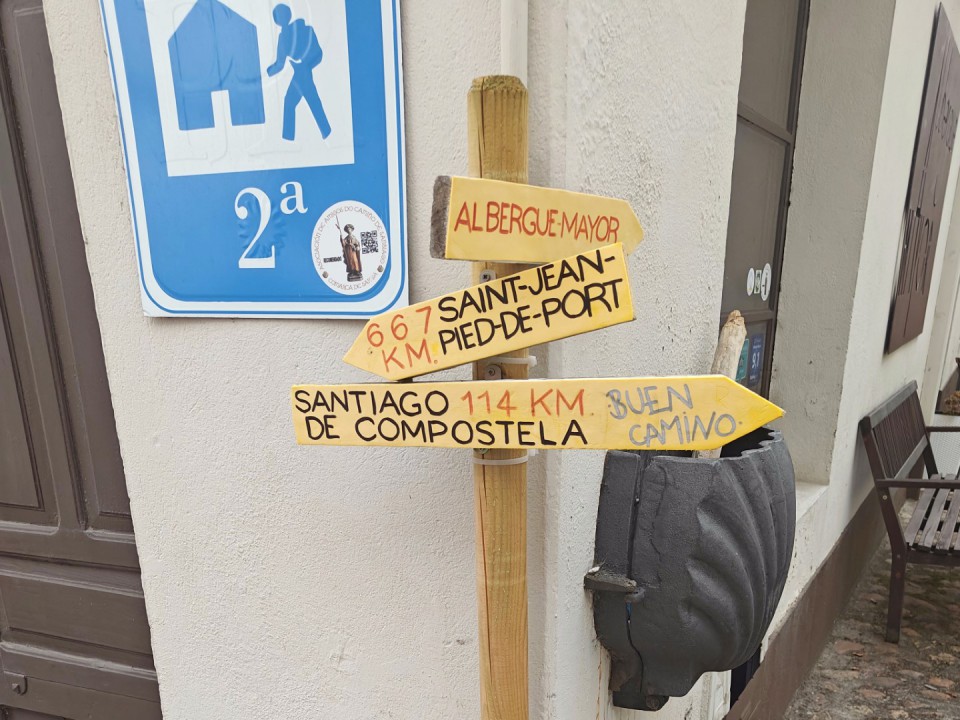 2ª
ALBERGUE-MAYOR
SAINT-JEAN-
PIED-DE-PORT
667
KM.
SANTIAGO 114 KM. BUEN
DE COMPOSTELA CAMINO.